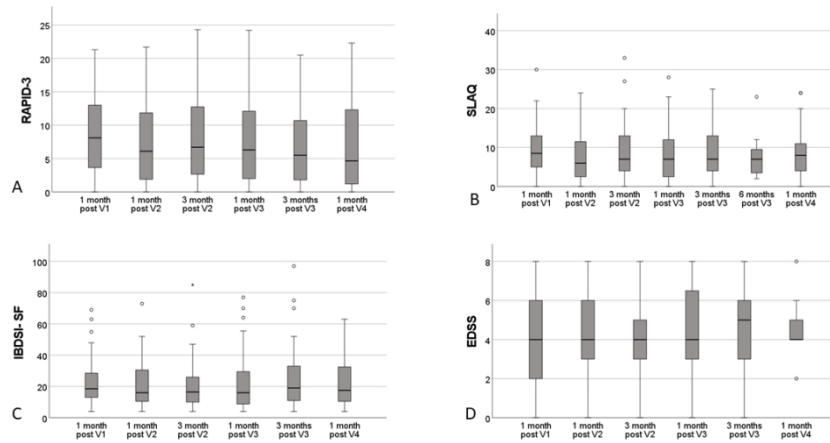 RAPID-3
25
20
15
10
5
0
1 month post V1
1 month post V2
3 month post V2
1 month post V3
3 months post V3
1 month post V4
A
SLAQ
40
30
20
10
0
1 month post V1
1 month post V2
3 month post V2
1 month post V3
3 months post V3
6 months post V3
1 month post V4
B
IBDSI- SF
100
80
60
40
20
0
1 month post V1
1 month post V2
3 month post V2
1 month post V3
3 months post V3
1 month post V4
C
EDSS
8
6
4
2
0
1 month post V1
1 month post V2
3 month post V2
1 month post V3
3 month post V3
1 month post V4
D